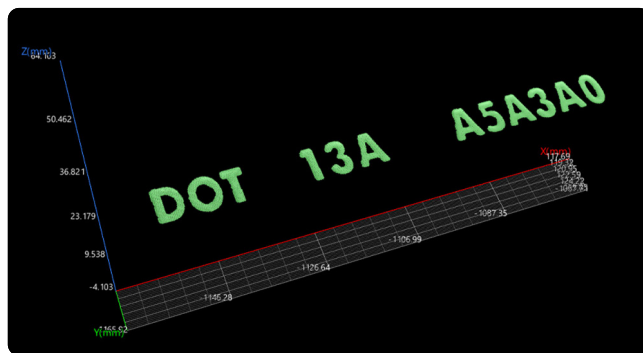 Z(mm)
64.103
50.462
36.821
23.179
9.538
-4.103
DOT 13A A5A3A0
X(mm)
-1146.28
-1126.64
-1106.99
-1087.35
Y(mm)